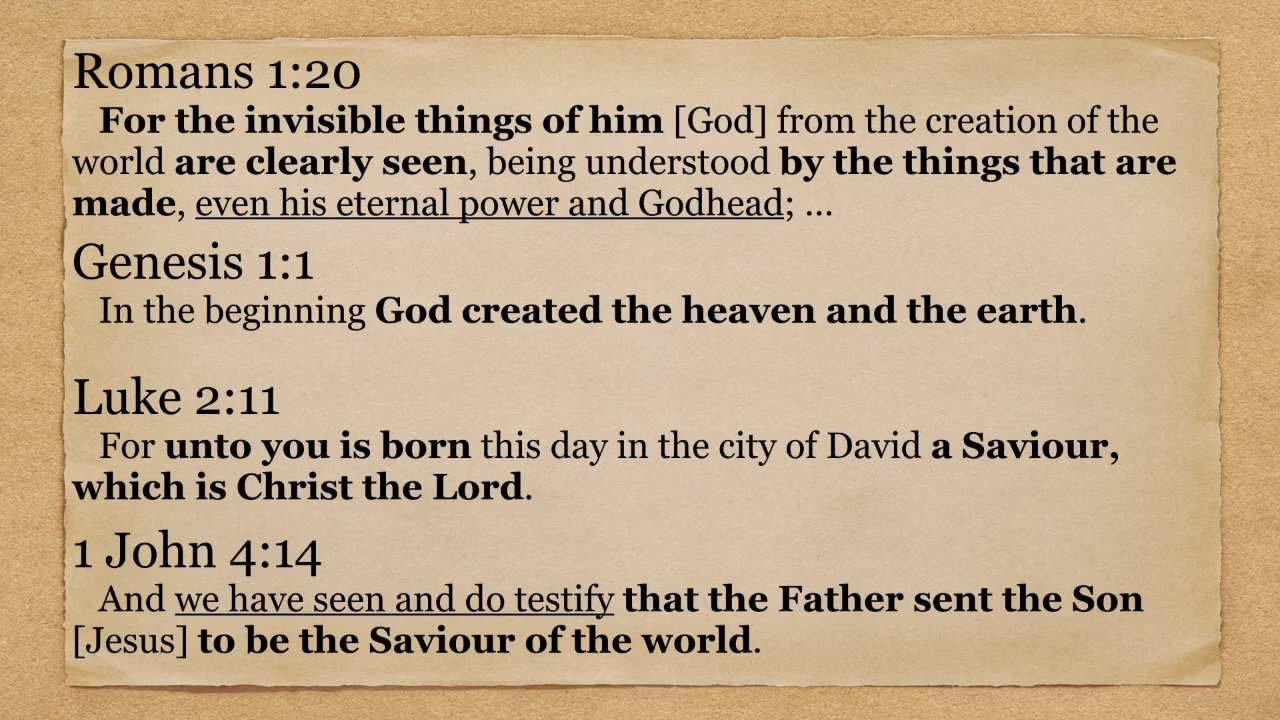 Romans 1:20
For the invisible things of him [God] from the creation of the
world are clearly seen, being understood by the things that are
made, even his eternal power and Godhead; ...
Genesis 1:1
In the beginning God created the heaven and the earth.
Luke 2:11
For unto you is born this day in the city of David a Saviour,
which is Christ the Lord.
1 John 4:14
And we have seen and do testify that the Father sent the Son
[Jesus] to be the Saviour of the world.